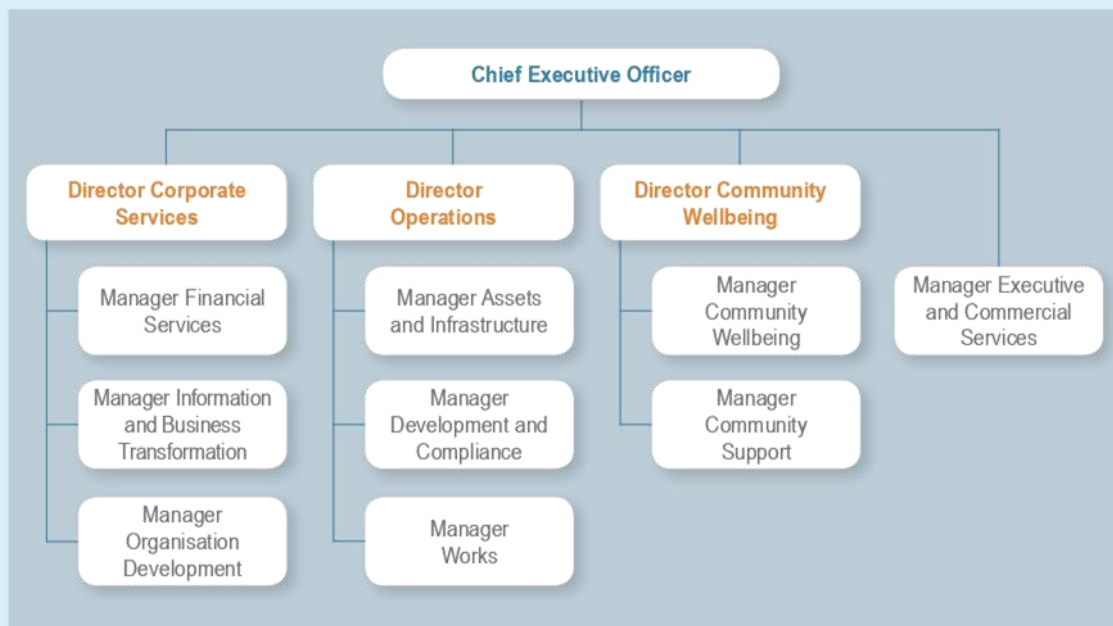 Chief Executive Officer
Director Corporate
Services
Director
Operations
Director Community
Wellbeing
Manager Financial
Services
Manager Assets
and Infrastructure
Manager
Community
Wellbeing
Manager Executive
and Commercial
Services
Manager Information
and Business
Transformation
Manager
Development and
Compliance
Manager
Community
Support
Manager
Organisation
Development
Manager
Works